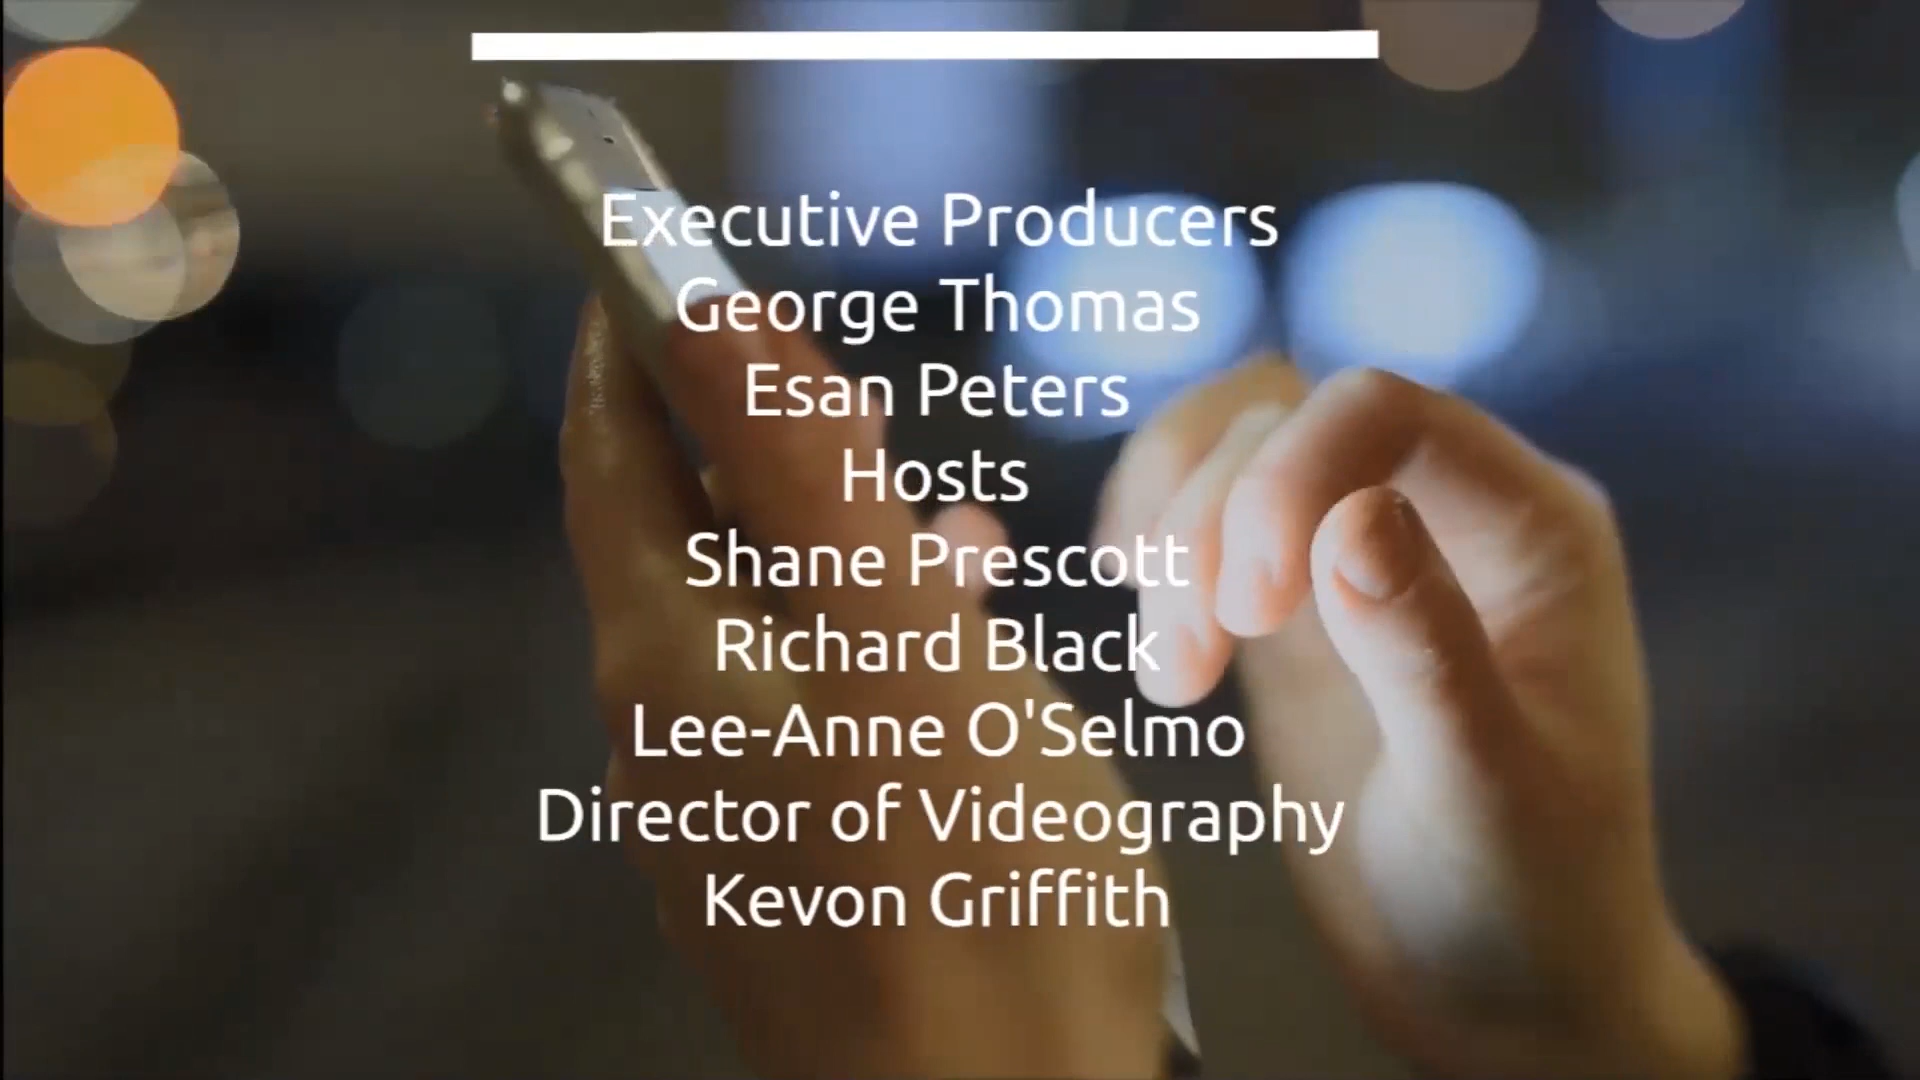 Executive Producers
George Thomas
Esan Peters
Hosts
Shane Prescott
Richard Black
Lee-Anne O'Selmo
Director of Videography
Kevon Griffith